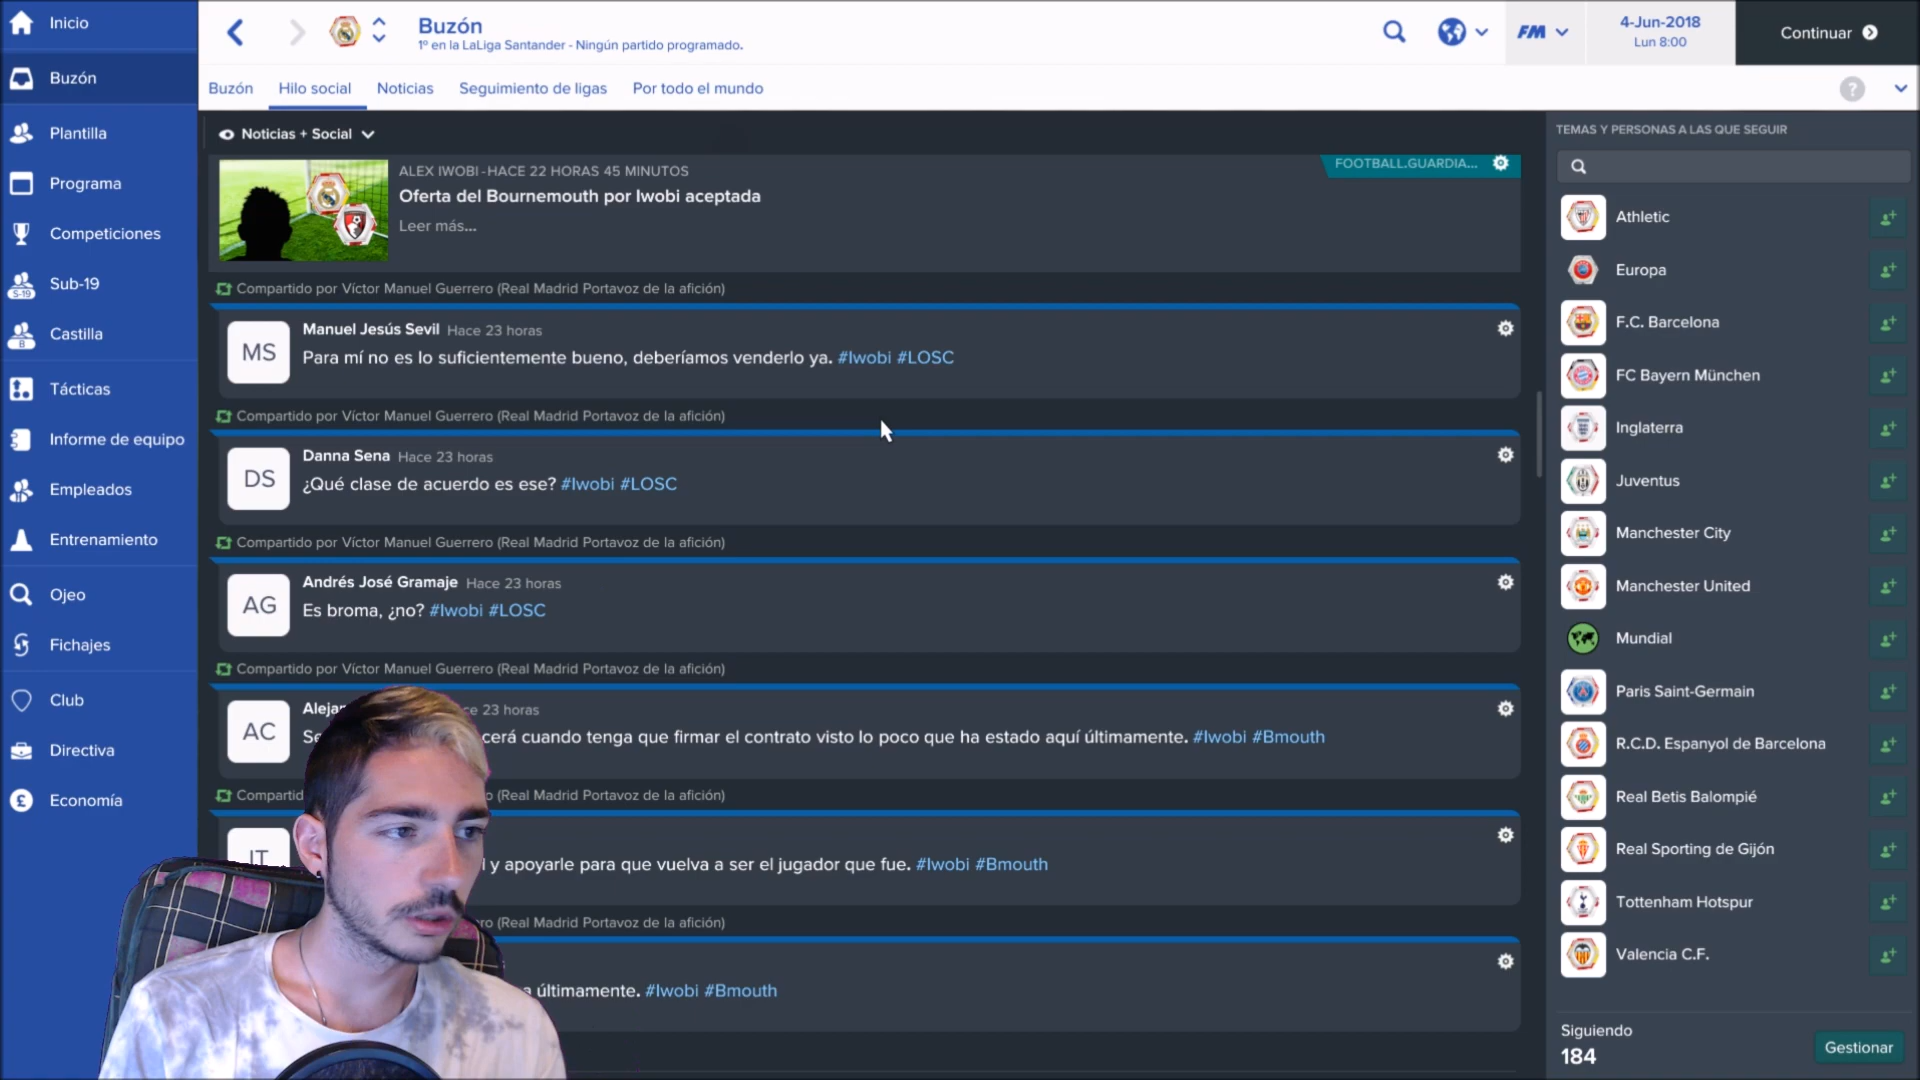 Inicio
Buzón
Plantilla
Programa
Competiciones
S-19
Sub-19
B
Castilla
Tácticas
Informe de equipo
Empleados
Entrenamiento
Ojeo
Fichajes
Club
Directiva
£
Economía
Buzón
1º en la LaLiga Santander - Ningún partido programado.
FM
4-Jun-2018
Lun 8:00
Continuar
Buzón
Hilo social
Noticias
Seguimiento de ligas
Por todo el mundo
?
Noticias + Social
ALEX IWOBI - HACE 22 HORAS 45 MINUTOS
FOOTBALL.GUARDIA...
Oferta del Bournemouth por Iwobi aceptada
Leer más...
Compartido por Víctor Manuel Guerrero (Real Madrid Portavoz de la afición)
MS
Manuel Jesús Sevil Hace 23 horas
Para mí no es lo suficientemente bueno, deberíamos venderlo ya. #Iwobi #LOSC
Compartido por Víctor Manuel Guerrero (Real Madrid Portavoz de la afición)
DS
Danna Sena Hace 23 horas
¿Qué clase de acuerdo es ese? #Iwobi #LOSC
Compartido por Víctor Manuel Guerrero (Real Madrid Portavoz de la afición)
AG
Andrés José Gramaje Hace 23 horas
Es broma, ¿no? #Iwobi #LOSC
Compartido por Víctor Manuel Guerrero (Real Madrid Portavoz de la afición)
AC
23 horas
cuando tenga que firmar el contrato visto lo poco que ha estado aquí últimamente. #Iwobi #Bmouth
(Real Madrid Portavoz de la afición)
y apoyarle para que vuelva a ser el jugador que fue. #Iwobi #Bmouth
(Real Madrid Portavoz de la afición)
últimamente. #Iwobi #Bmouth
TEMAS Y PERSONAS A LAS QUE SEGUIR
Athletic
Europa
F.C. Barcelona
FC Bayern München
Inglaterra
Juventus
Manchester City
Manchester United
Mundial
Paris Saint-Germain
R.C.D. Espanyol de Barcelona
Real Betis Balompié
Real Sporting de Gijón
Tottenham Hotspur
Valencia C.F.
Siguiendo
184
Gestionar